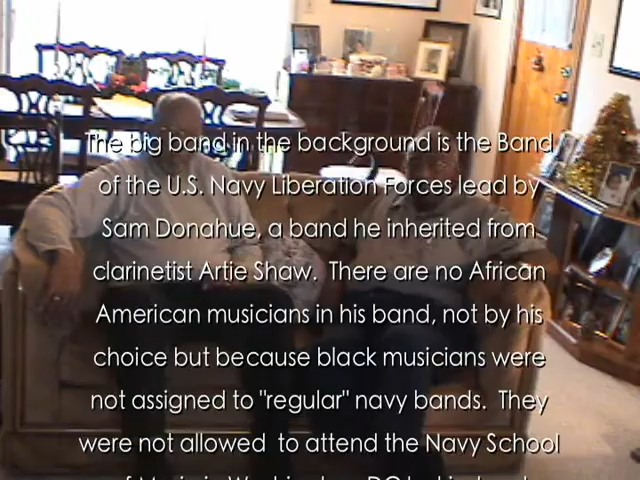 The big band in the background is the Band
of the U.S. Navy Liberation Forces lead by
Sam Donahue, a band he inherited from
clarinetist Artie Shaw.  There are no African
American musicians in his band, not by his
choice but because black musicians were
not assigned to "regular" navy bands.  They
were not allowed  to attend the Navy School